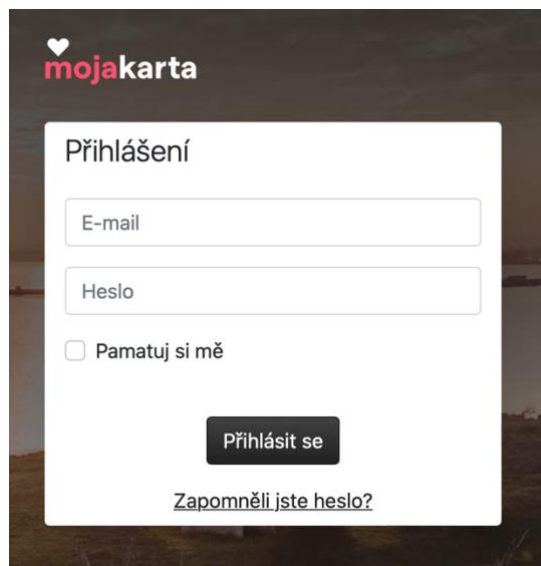 mojakarta
Přihlášení
E-mail
Heslo
Pamatuj si mě
Přihlásit se
Zapomněli jste heslo?